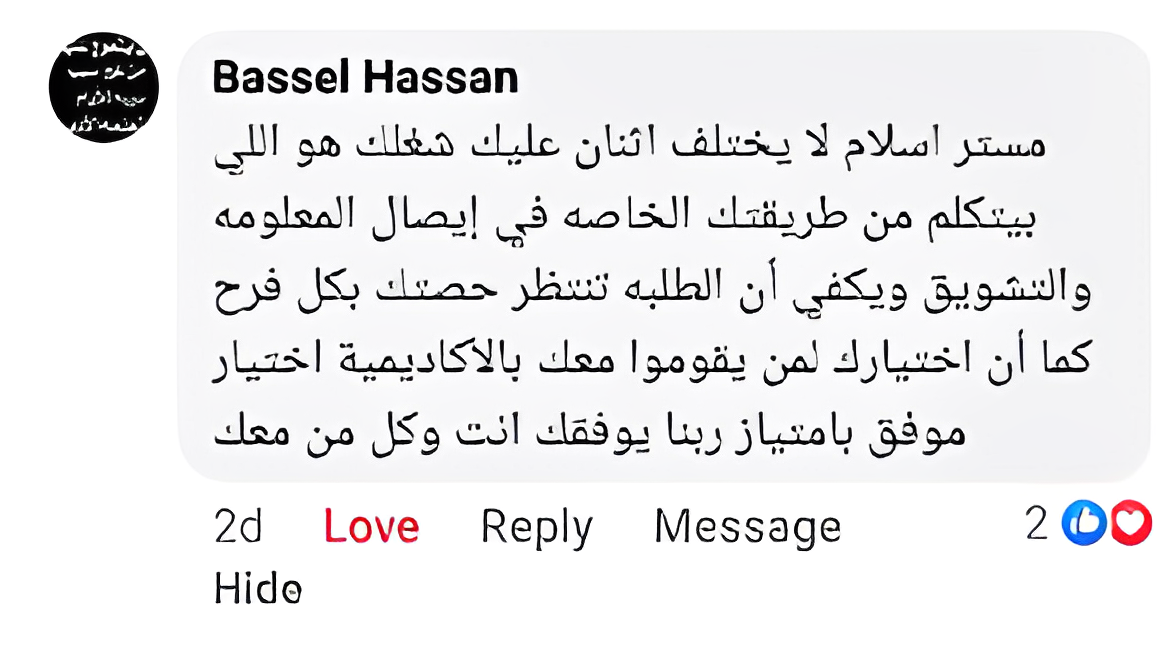 Bassel Hassan
مستر اسلام لا يختلف اثنان عليك شغلك هو اللي
بيتكلم من طريقتك الخاصه في إيصال المعلومه
والتشويق ويكفي أن الطلبه تنتظر حصتك بكل فرح
كما أن اختيارك لمن يقوموا معك بالاكاديمية اختيار
موفق بامتياز ربنا يوفقك انت وكل من معك
2d Love Reply Message 2
Hide